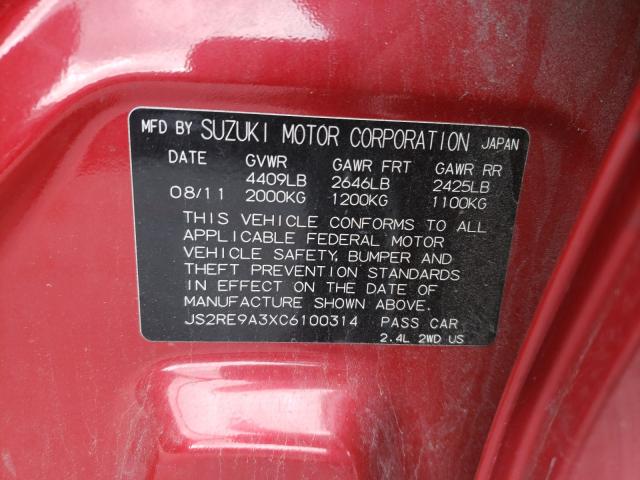 MFD BY SUZUKI MOTOR CORPORATION JAPAN
DATE GVWR GAWR FRT GAWR RR
4409LB 2646LB 2425LB
08/11 2000KG 1200KG 1100KG
THIS VEHICLE CONFORMS TO ALL
APPLICABLE FEDERAL MOTOR
VEHICLE SAFETY, BUMPER AND
THEFT PREVENTION STANDARDS
IN EFFECT ON THE DATE OF
MANUFACTURE SHOWN ABOVE.
JS2RE9A3XC6100314 PASS CAR
2.4L 2WD US